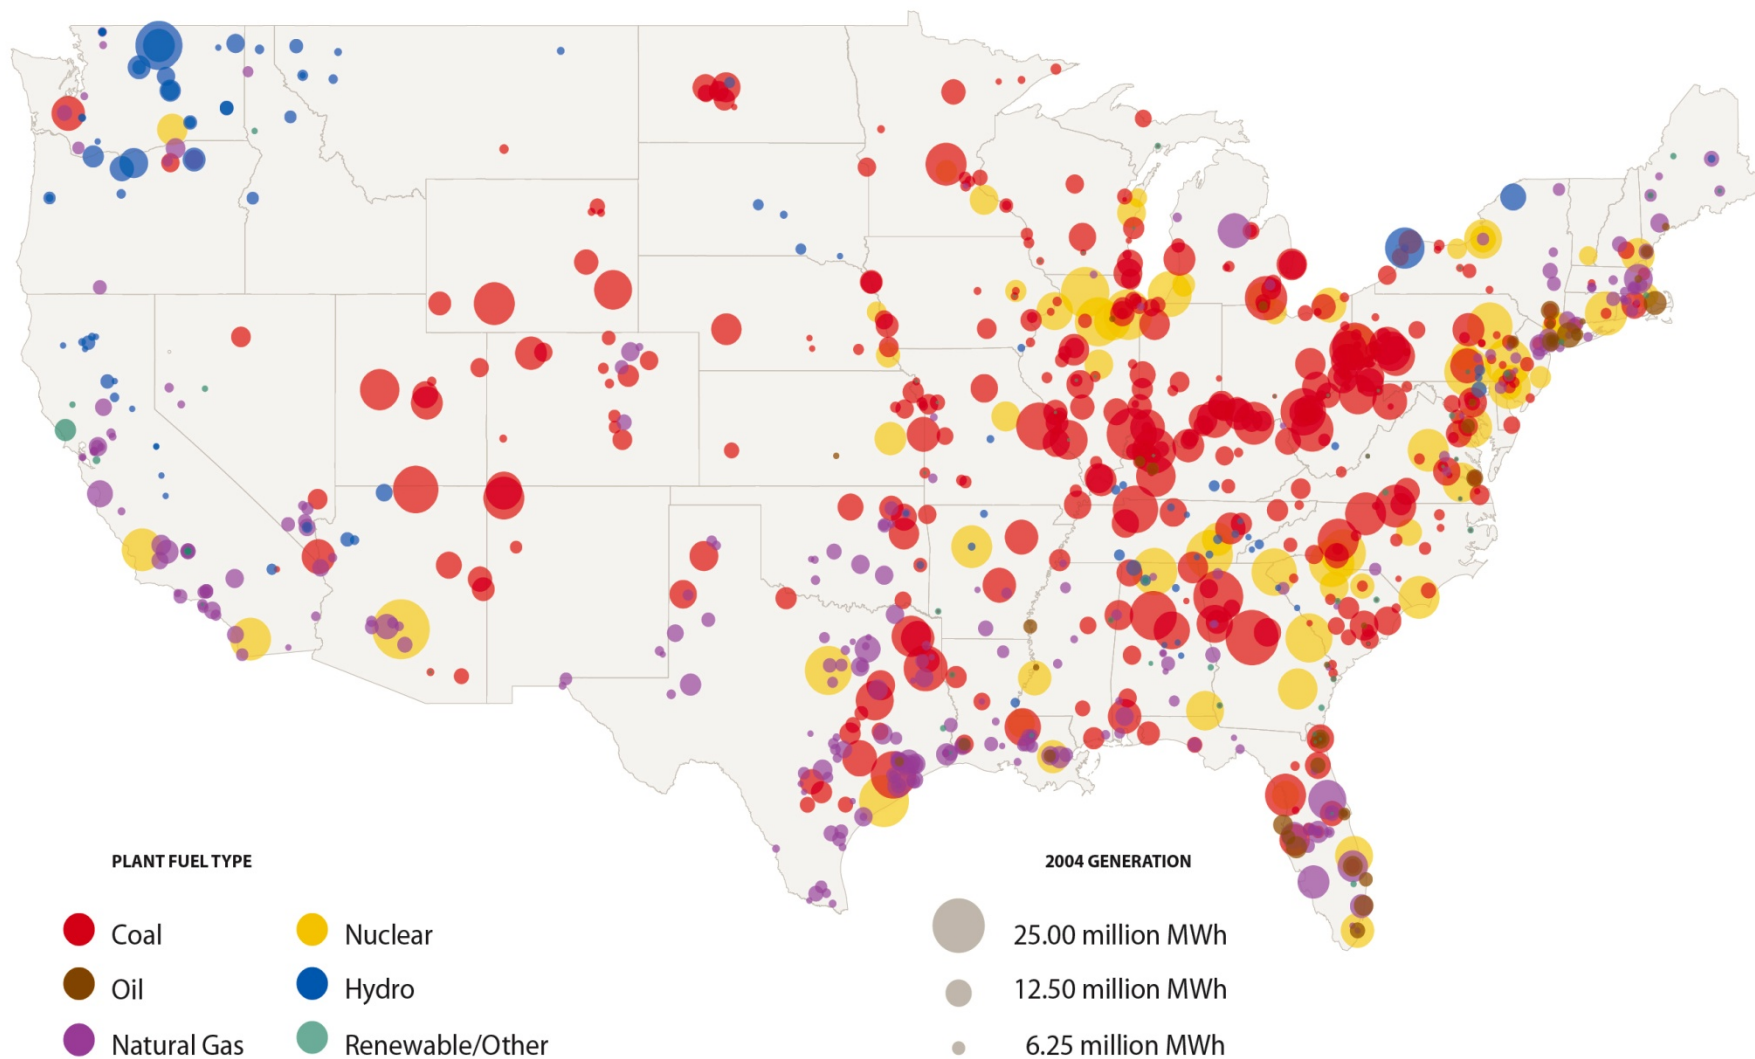 PLANT FUEL TYPE
Coal
Nuclear
Oil
Hydro
Natural Gas
Renewable/Other
2004 GENERATION
25.00 million MWh
12.50 million MWh
6.25 million MWh